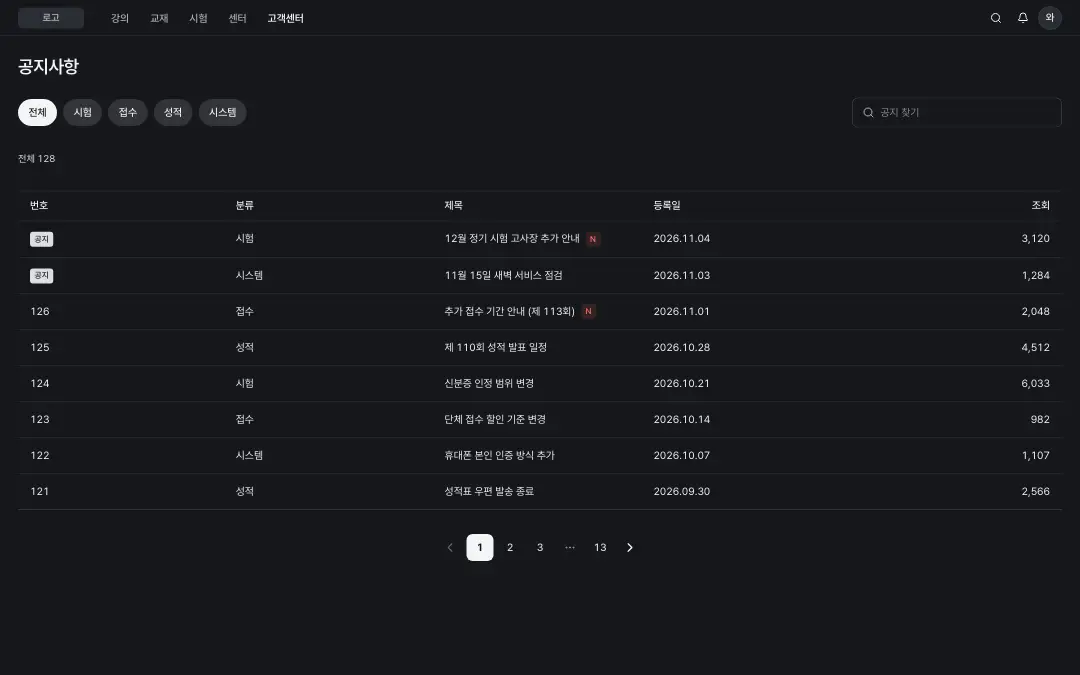 로고 강의 교재 시험 센터 고객센터 와
공지사항
전체 시험 접수 성적 시스템 공지 찾기
전체 128
번호 분류 제목 등록일 조회
공지 시험 12월 정기 시험 고사장 추가 안내 N 2026.11.04 3,120
공지 시스템 11월 15일 새벽 서비스 점검 2026.11.03 1,284
126 접수 추가 접수 기간 안내 (제 113회) N 2026.11.01 2,048
125 성적 제 110회 성적 발표 일정 2026.10.28 4,512
124 시험 신분증 인정 범위 변경 2026.10.21 6,033
123 접수 단체 접수 할인 기준 변경 2026.10.14 982
122 시스템 휴대폰 본인 인증 방식 추가 2026.10.07 1,107
121 성적 성적표 우편 발송 종료 2026.09.30 2,566
1 2 3 ··· 13